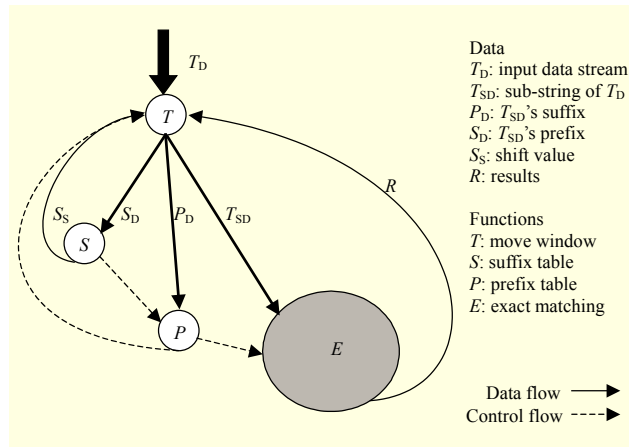 T_D
T
S_S
S_D
P_D
T_SD
R
S
P
E
Data
T_D: input data stream
T_SD: sub-string of T_D
P_D: T_SD's suffix
S_D: T_SD's prefix
S_S: shift value
R: results
Functions
T: move window
S: suffix table
P: prefix table
E: exact matching
Data flow
Control flow